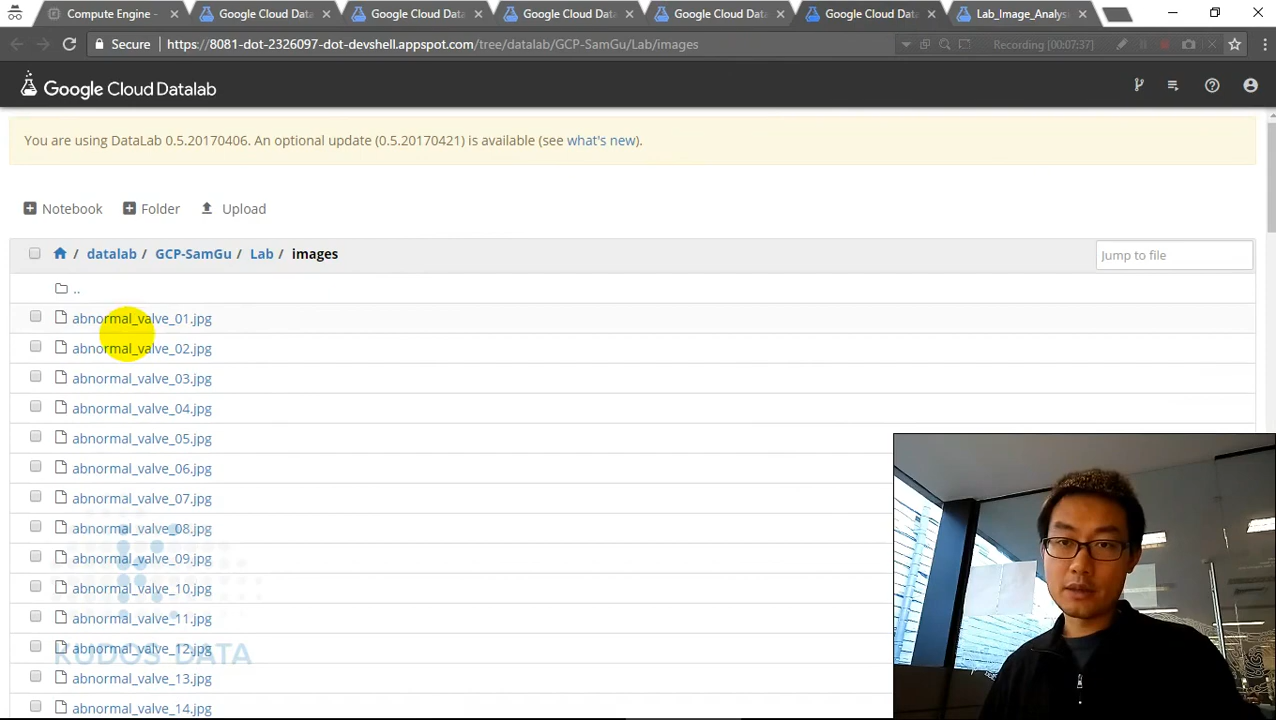 Compute Engine -
Google Cloud Da
Google Cloud Dat
Google Cloud Dat
Google Cloud Dat
Google Cloud Dat
Lab_Image_Analys
Secure
https://8081-dot-2326097-dot-devshell.appspot.com/tree/datalab/GCP-SamGu/Lab/images
Recording [00:07:37]
Google Cloud Datalab
You are using DataLab 0.5.20170406. An optional update (0.5.20170421) is available (see what's new).
Notebook Folder Upload
/ datalab / GCP-SamGu / Lab / images
Jump to file
..
abnormal_valve_01.jpg
abnormal_valve_02.jpg
abnormal_valve_03.jpg
abnormal_valve_04.jpg
abnormal_valve_05.jpg
abnormal_valve_06.jpg
abnormal_valve_07.jpg
abnormal_valve_08.jpg
abnormal_valve_09.jpg
abnormal_valve_10.jpg
abnormal_valve_11.jpg
abnormal_valve_12.jpg
KUDOS-DATA
abnormal_valve_13.jpg
abnormal_valve_14.jpg